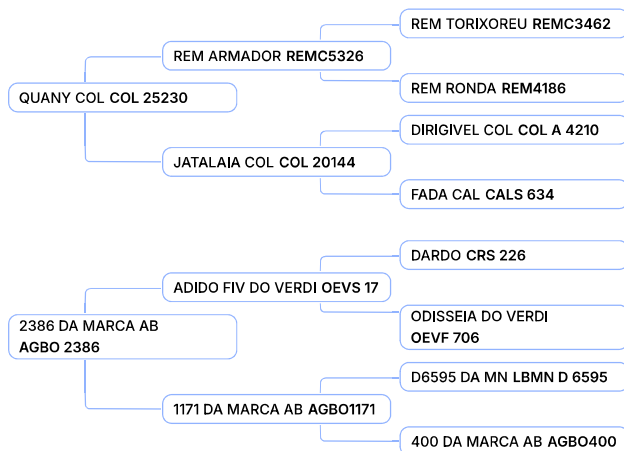 REM TORIXOREU REMC3462
REM ARMADOR REMC5326
REM RONDA REM4186
QUANY COL COL 25230
DIRIGIVEL COL COL A 4210
JATALAIA COL COL 20144
FADA CAL CALS 634
DARDO CRS 226
ADIDO FIV DO VERDI OEVS 17
ODISSEIA DO VERDI
OEVF 706
2386 DA MARCA AB
AGBO 2386
D6595 DA MN LBMN D 6595
1171 DA MARCA AB AGBO1171
400 DA MARCA AB AGBO400